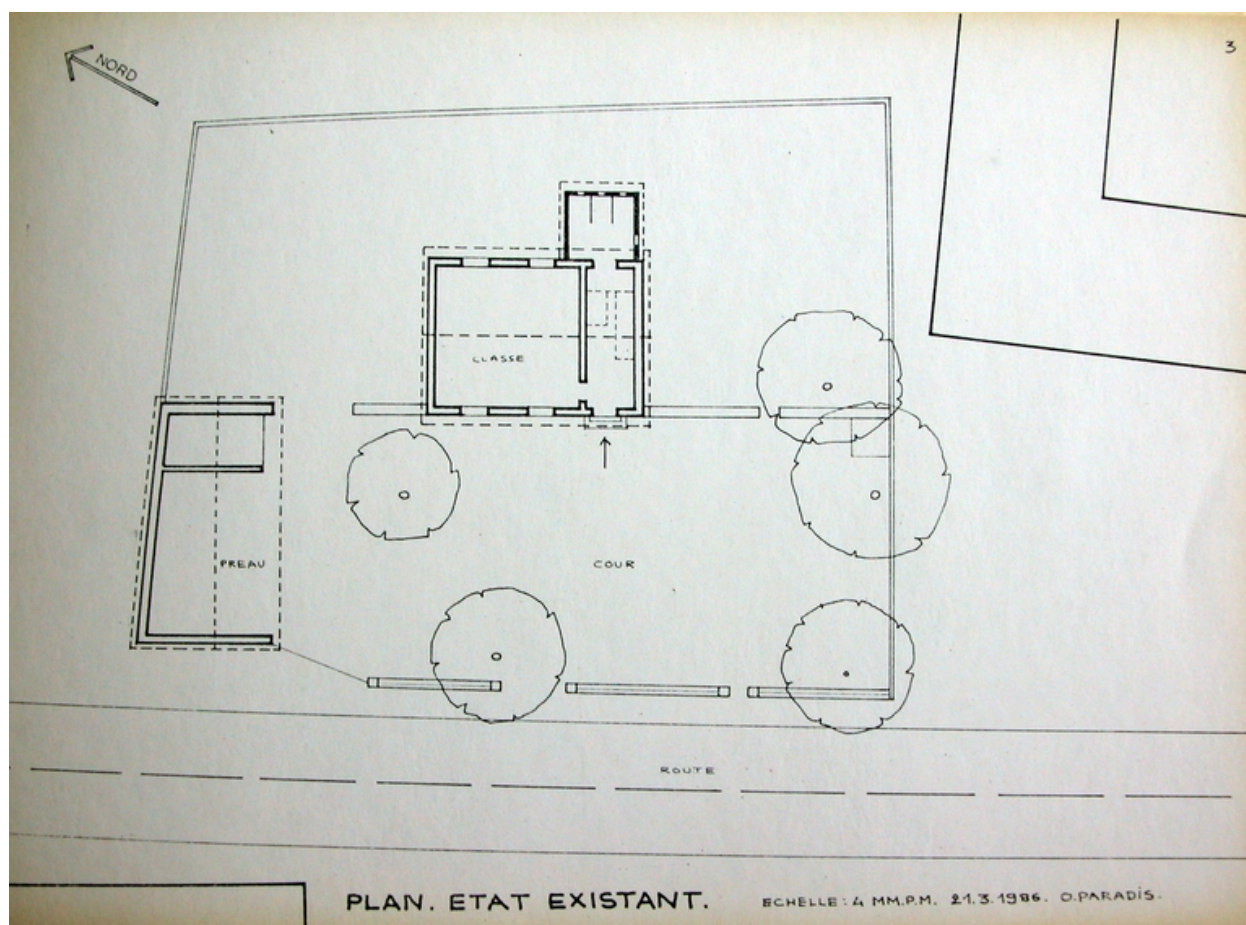 3
NORD
CLASSE
PREAU
COUR
ROUTE
PLAN. ETAT EXISTANT. ECHELLE: 4 MM.P.M. 21.3.1986. O.PARADIS.